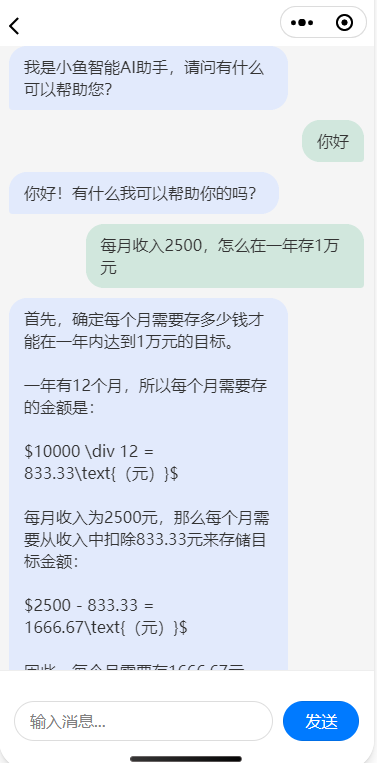 我是小鱼智能AI助手，请问有什么
可以帮助您?
你好
你好！有什么我可以帮助你的吗?
每月收入2500，怎么在一年存1万
元
首先，确定每个月需要存多少钱才
能在一年内达到1万元的目标。
一年有12个月，所以每个月需要存
的金额是：
$10000 \div 12 =
833.33\text{（元）}$
每月收入为2500元，那么每个月需
要从收入中扣除833.33元来存储目
标金额：
$2500 - 833.33 =
1666.67\text{（元）}$
因此，每个月需要存1666.67元
输入消息...
发送